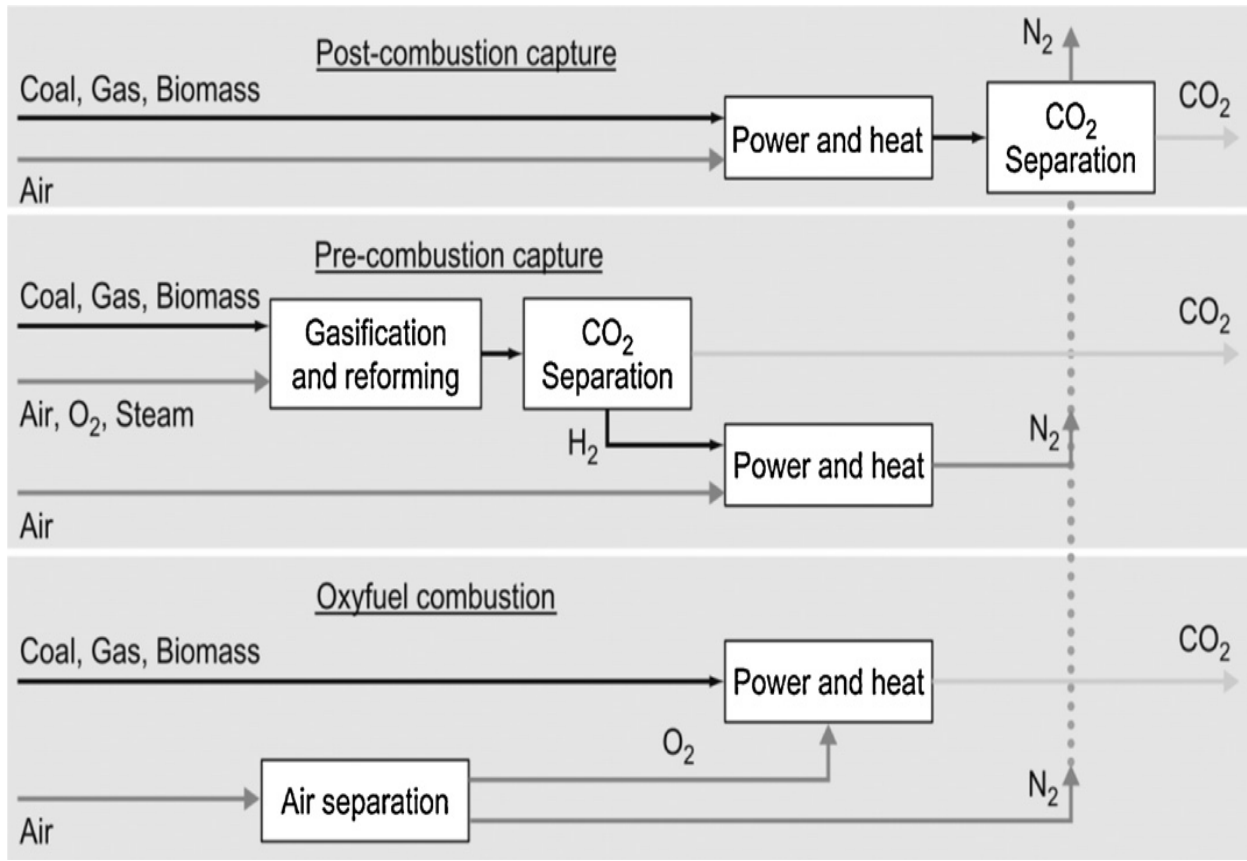 Post-combustion capture
N₂
Coal, Gas, Biomass
CO₂
Power and heat
CO₂
Separation
Air
Pre-combustion capture
Coal, Gas, Biomass
CO₂
Gasification
and reforming
CO₂
Separation
Air, O₂, Steam
H₂
N₂
Power and heat
Air
Oxyfuel combustion
Coal, Gas, Biomass
CO₂
Power and heat
O₂
Air separation
N₂
Air